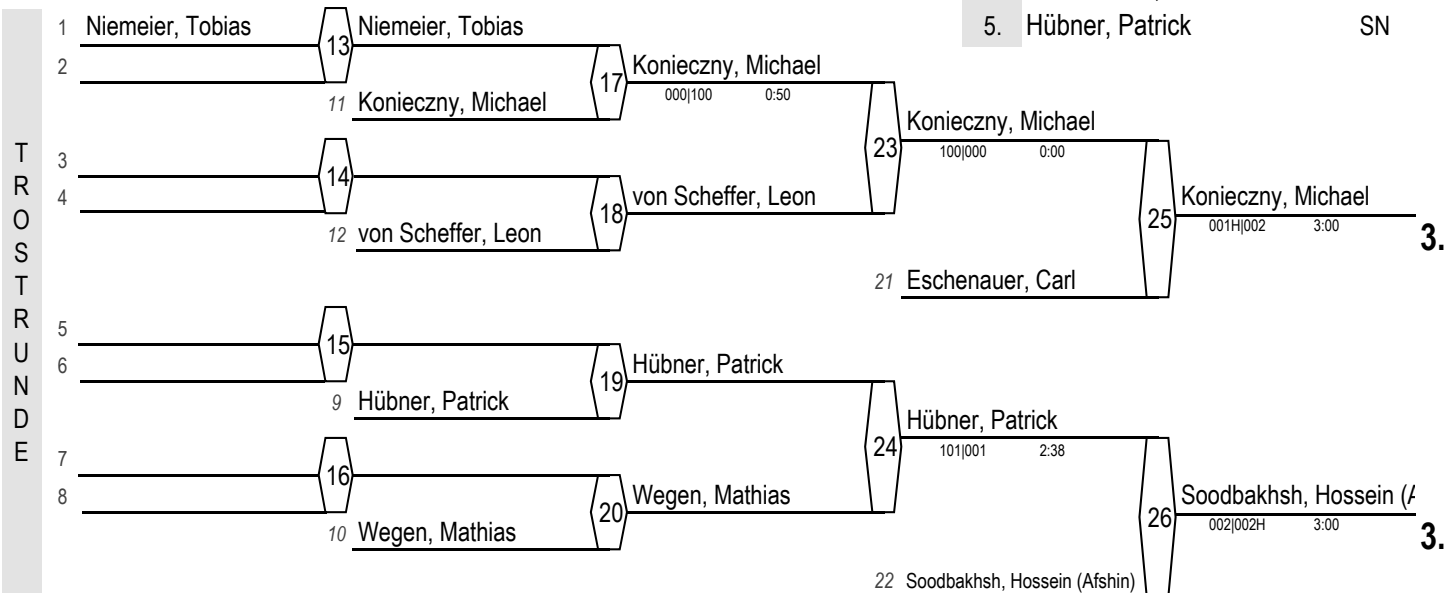 5. Hübner, Patrick SN
TROSTRUNDE
1 Niemeier, Tobias
2
13
Niemeier, Tobias
11 Konieczny, Michael
17
Konieczny, Michael
000|100 0:50
3
4
14
12 von Scheffer, Leon
18
von Scheffer, Leon
23
Konieczny, Michael
100|000 0:00
21 Eschenauer, Carl
25
Konieczny, Michael
001H|002 3:00
3.
5
6
15
9 Hübner, Patrick
19
Hübner, Patrick
7
8
16
10 Wegen, Mathias
20
Wegen, Mathias
24
Hübner, Patrick
101|001 2:38
22 Soodbakhsh, Hossein (Afshin)
26
Soodbakhsh, Hossein (
002|002H 3:00
3.